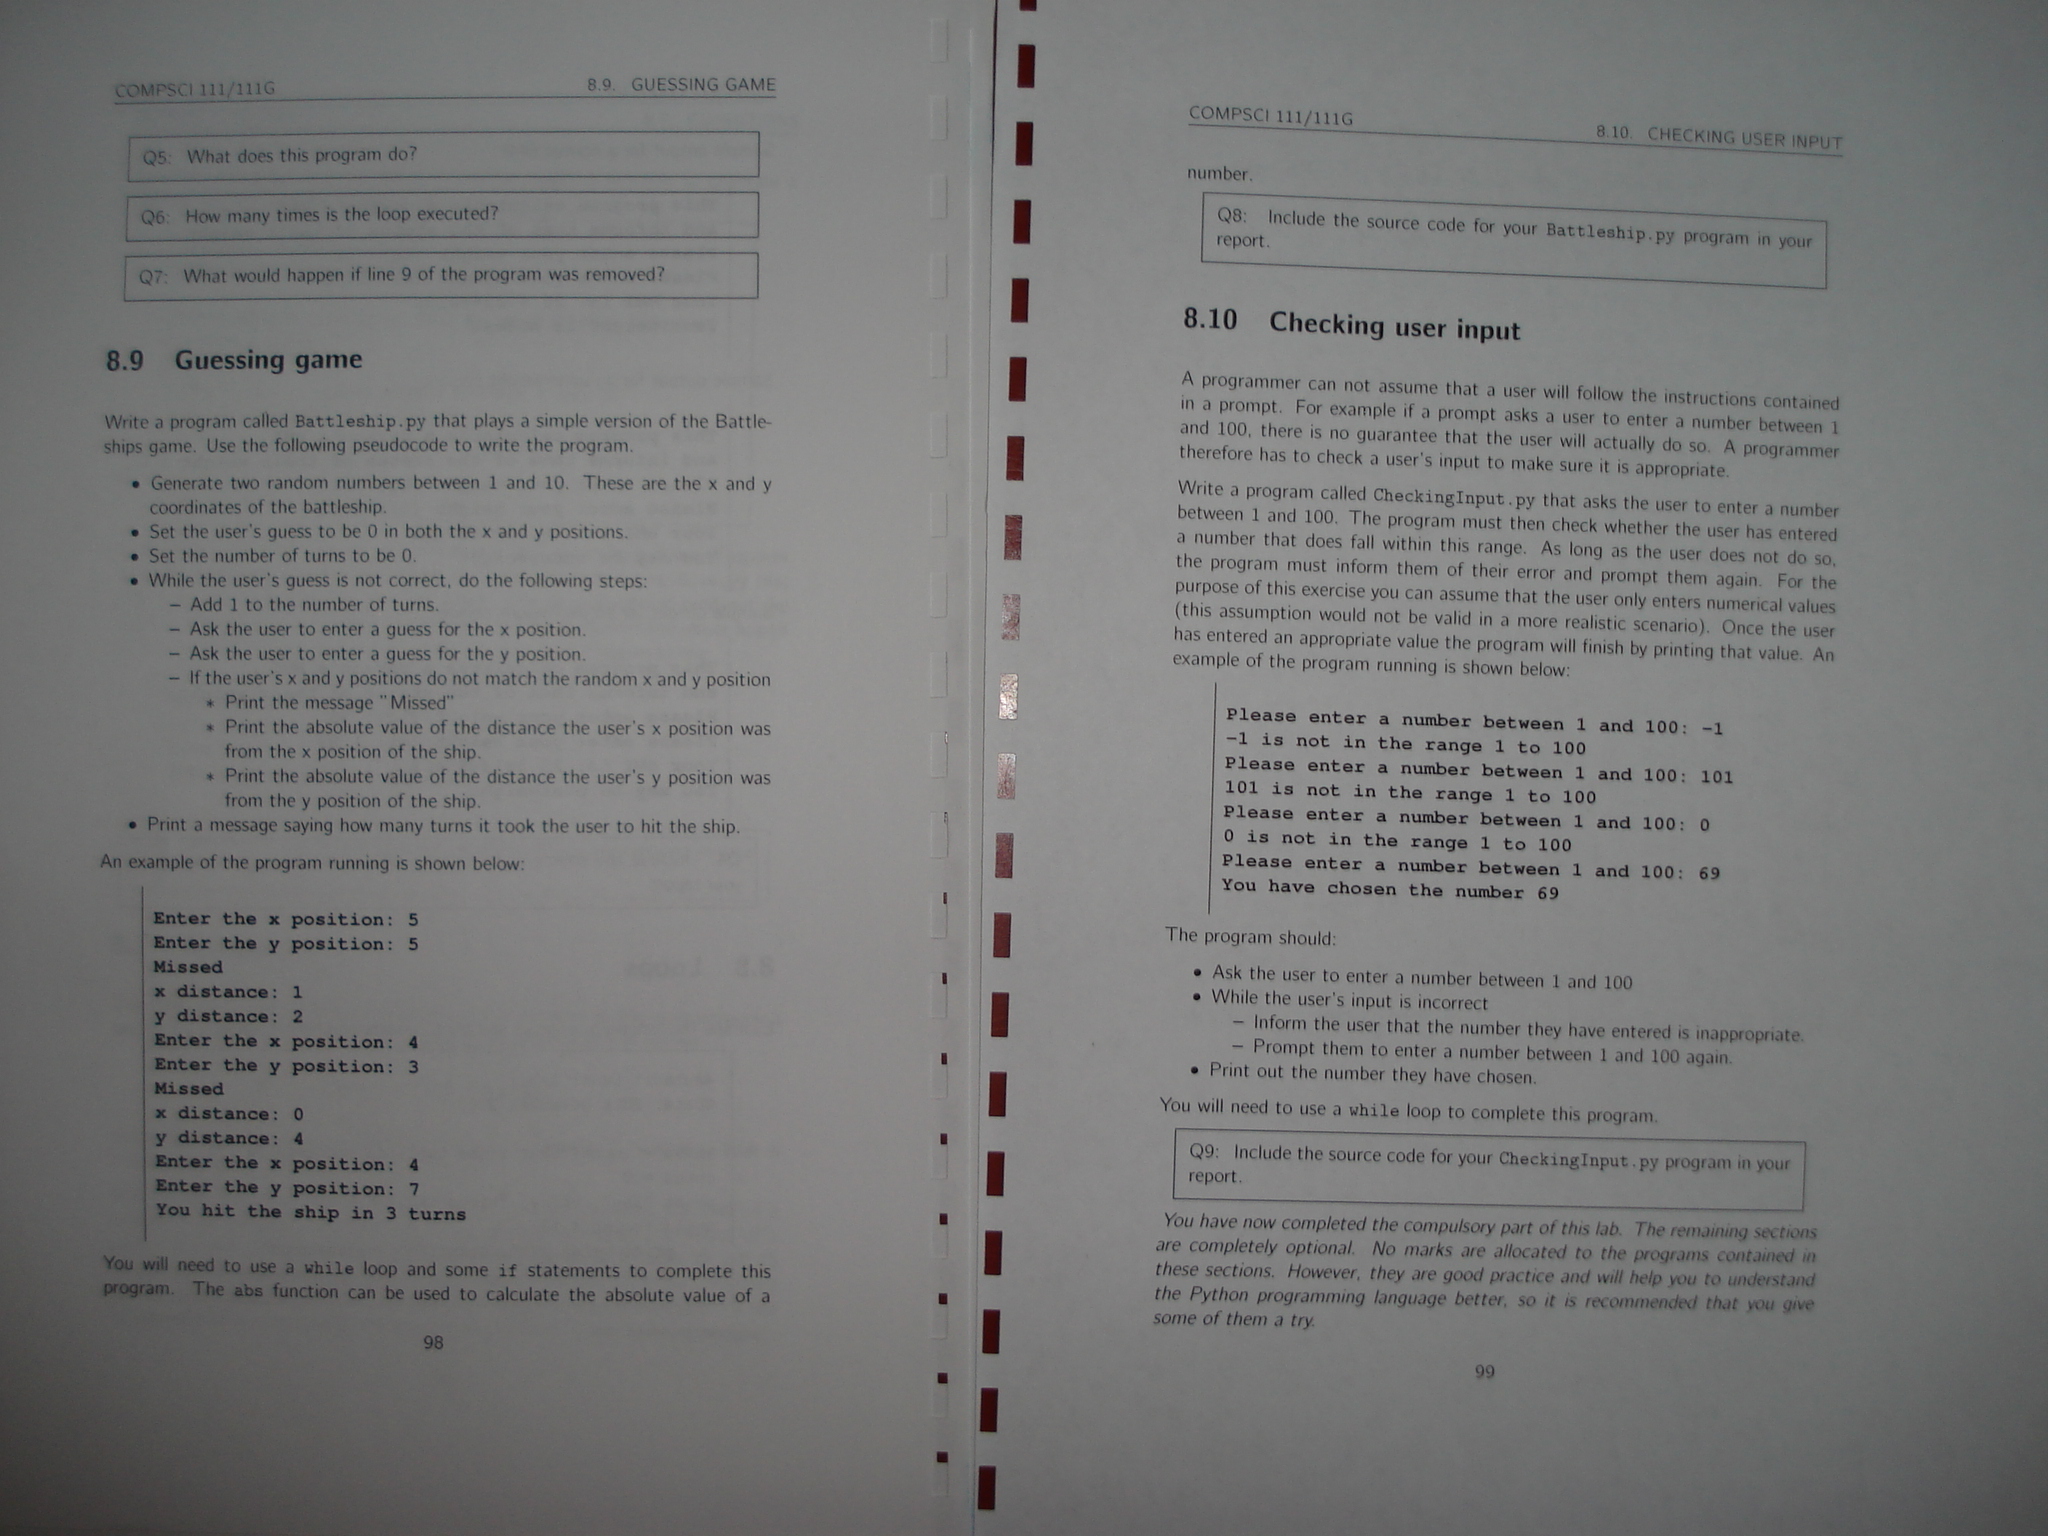 COMPSCI 111/111G 8.9. GUESSING GAME
Q5: What does this program do?
Q6: How many times is the loop executed?
Q7: What would happen if line 9 of the program was removed?
8.9 Guessing game
Write a program called Battleship.py that plays a simple version of the Battle-
ships game. Use the following pseudocode to write the program.
• Generate two random numbers between 1 and 10. These are the x and y
coordinates of the battleship.
• Set the user's guess to be 0 in both the x and y positions.
• Set the number of turns to be 0.
• While the user's guess is not correct, do the following steps:
– Add 1 to the number of turns.
– Ask the user to enter a guess for the x position.
– Ask the user to enter a guess for the y position.
– If the user's x and y positions do not match the random x and y position
* Print the message "Missed"
* Print the absolute value of the distance the user's x position was
from the x position of the ship.
* Print the absolute value of the distance the user's y position was
from the y position of the ship.
• Print a message saying how many turns it took the user to hit the ship.
An example of the program running is shown below:
Enter the x position: 5
Enter the y position: 5
Missed
x distance: 1
y distance: 2
Enter the x position: 4
Enter the y position: 3
Missed
x distance: 0
y distance: 4
Enter the x position: 4
Enter the y position: 7
You hit the ship in 3 turns
You will need to use a while loop and some if statements to complete this
program. The abs function can be used to calculate the absolute value of a
98
COMPSCI 111/111G 8.10. CHECKING USER INPUT
number.
Q8: Include the source code for your Battleship.py program in your
report.
8.10 Checking user input
A programmer can not assume that a user will follow the instructions contained
in a prompt. For example if a prompt asks a user to enter a number between 1
and 100, there is no guarantee that the user will actually do so. A programmer
therefore has to check a user's input to make sure it is appropriate.
Write a program called CheckingInput.py that asks the user to enter a number
between 1 and 100. The program must then check whether the user has entered
a number that does fall within this range. As long as the user does not do so,
the program must inform them of their error and prompt them again. For the
purpose of this exercise you can assume that the user only enters numerical values
(this assumption would not be valid in a more realistic scenario). Once the user
has entered an appropriate value the program will finish by printing that value. An
example of the program running is shown below:
Please enter a number between 1 and 100: -1
-1 is not in the range 1 to 100
Please enter a number between 1 and 100: 101
101 is not in the range 1 to 100
Please enter a number between 1 and 100: 0
0 is not in the range 1 to 100
Please enter a number between 1 and 100: 69
You have chosen the number 69
The program should:
• Ask the user to enter a number between 1 and 100
• While the user's input is incorrect
– Inform the user that the number they have entered is inappropriate.
– Prompt them to enter a number between 1 and 100 again.
• Print out the number they have chosen.
You will need to use a while loop to complete this program.
Q9: Include the source code for your CheckingInput.py program in your
report.
You have now completed the compulsory part of this lab. The remaining sections
are completely optional. No marks are allocated to the programs contained in
these sections. However, they are good practice and will help you to understand
the Python programming language better, so it is recommended that you give
some of them a try.
99